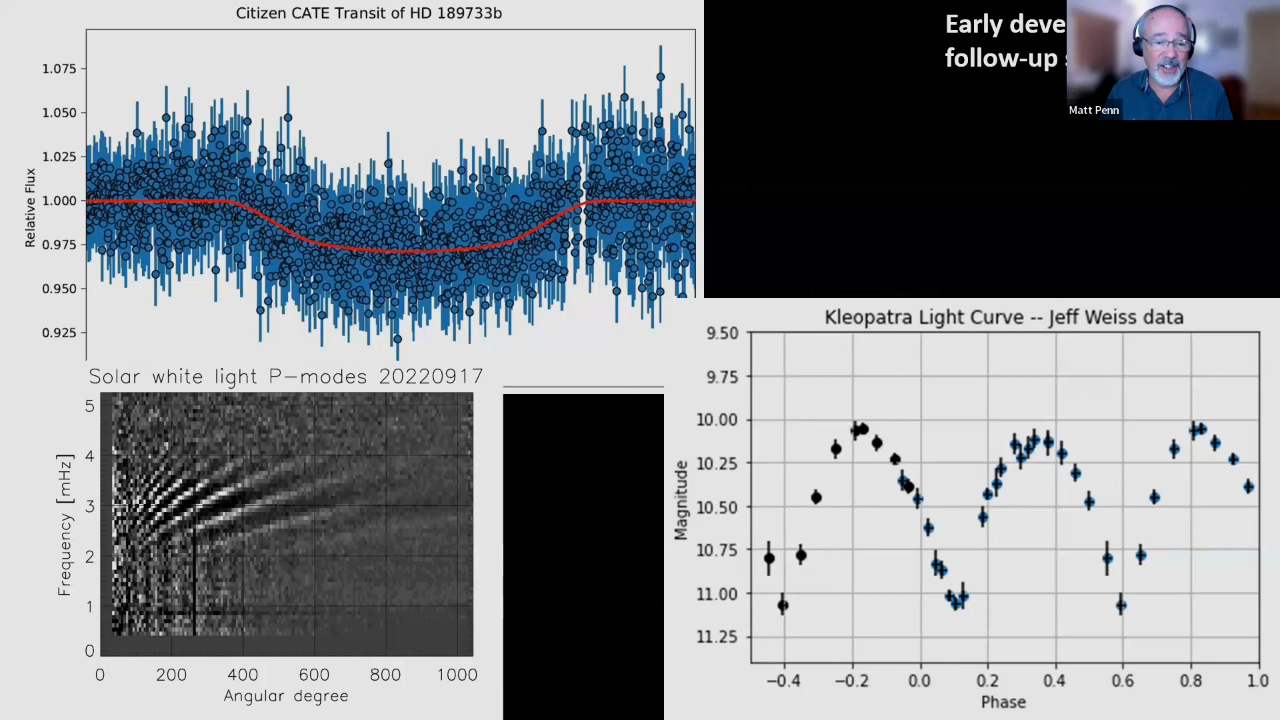 Citizen CATE Transit of HD 189733b
1.075
1.050
1.025
1.000
0.975
0.950
0.925
Relative Flux
Early deve
follow-up
Matt Penn
Solar white light P-modes 20220917
5
4
3
2
1
0
Frequency [mHz]
0 200 400 600 800 1000
Angular degree
Kleopatra Light Curve -- Jeff Weiss data
9.50
9.75
10.00
10.25
10.50
10.75
11.00
11.25
Magnitude
−0.4 −0.2 0.0 0.2 0.4 0.6 0.8 1.0
Phase